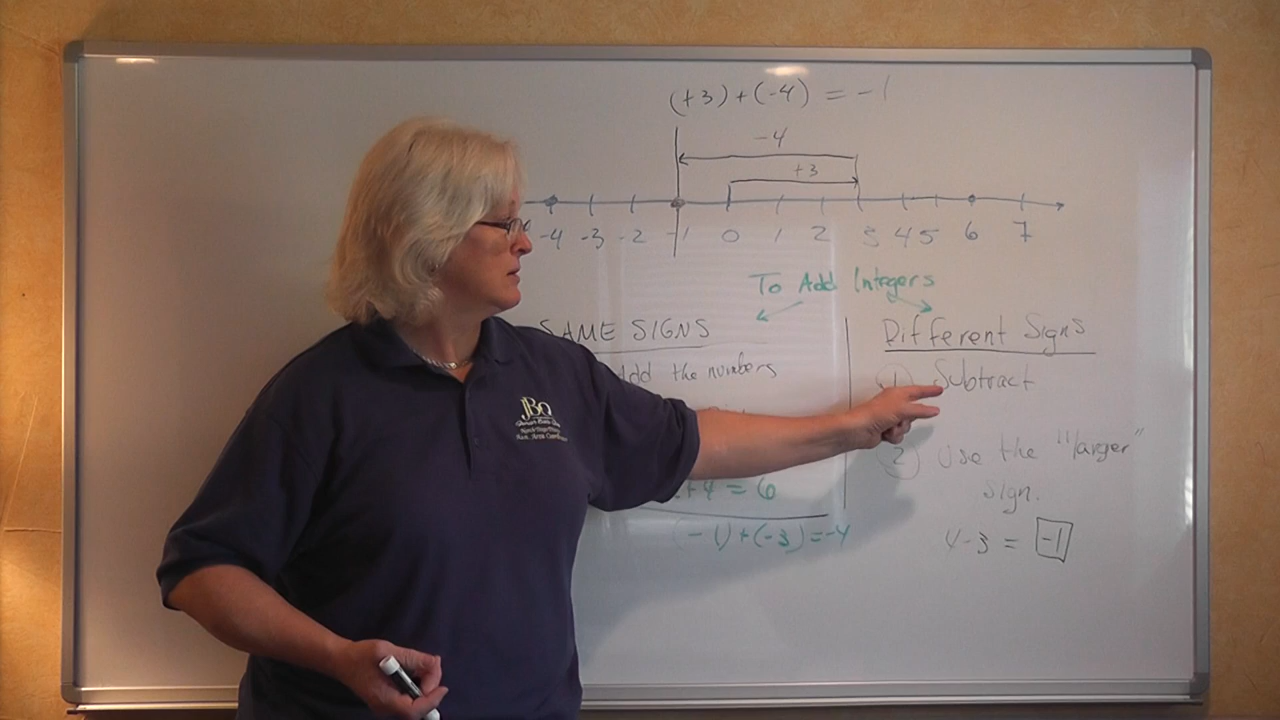 (+3)+(-4) = -1
-4
+3
-4 -3 -2 -1 0 1 2 3 4 5 6 7
To Add Integers
SAME SIGNS
Add the numbers
+4 = 6
(-1)+(-3)=-4
Different Signs
1 Subtract
2 Use the "larger"
sign.
4-3 = -1
JBO